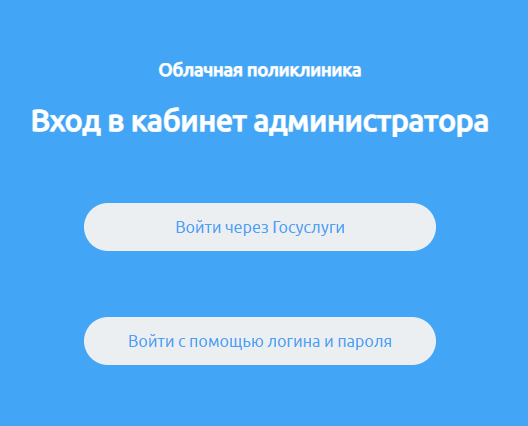 Облачная поликлиника
Вход в кабинет администратора
Войти через Госуслуги
Войти с помощью логина и пароля